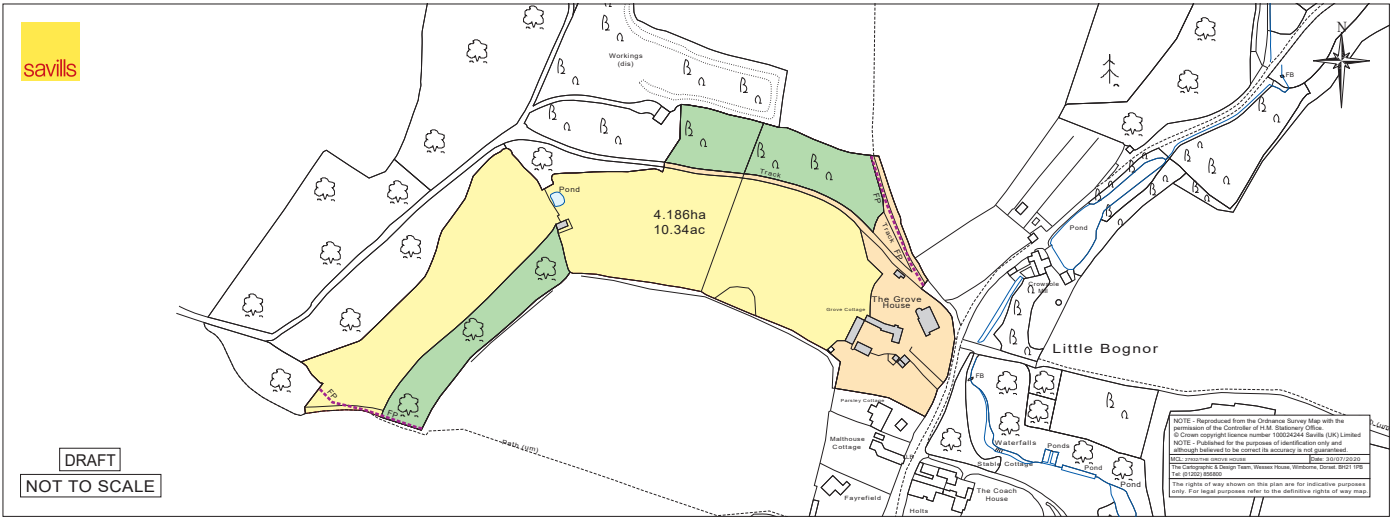 savills
Workings
(dis)
N
FB
Pond
Track
4.186ha
10.34ac
FP
Track
FP
Pond
Crowsole
Mill
The Grove
House
Grove Cottage
Little Bognor
FP
FP
FB
Parsley Cottage
Path (um)
Malthouse
Cottage
Waterfalls
Ponds
Stable Cottage
Pond
Pond
The Coach
House
Fayrefield
Holts
DRAFT
NOT TO SCALE
NOTE - Reproduced from the Ordnance Survey Map with the
permission of the Controller of H.M. Stationery Office.
© Crown copyright licence number 100024244 Savills (UK) Limited
NOTE - Published for the purposes of identification only and
although believed to be correct its accuracy is not guaranteed.
Date: 30/07/2020
The Cartographic & Design Team, Wessex House, Wimborne, Dorset. BH21 1PB
Tel: (01202) 856800
The rights of way shown on this plan are for indicative purposes
only. For legal purposes refer to the definitive rights of way map.